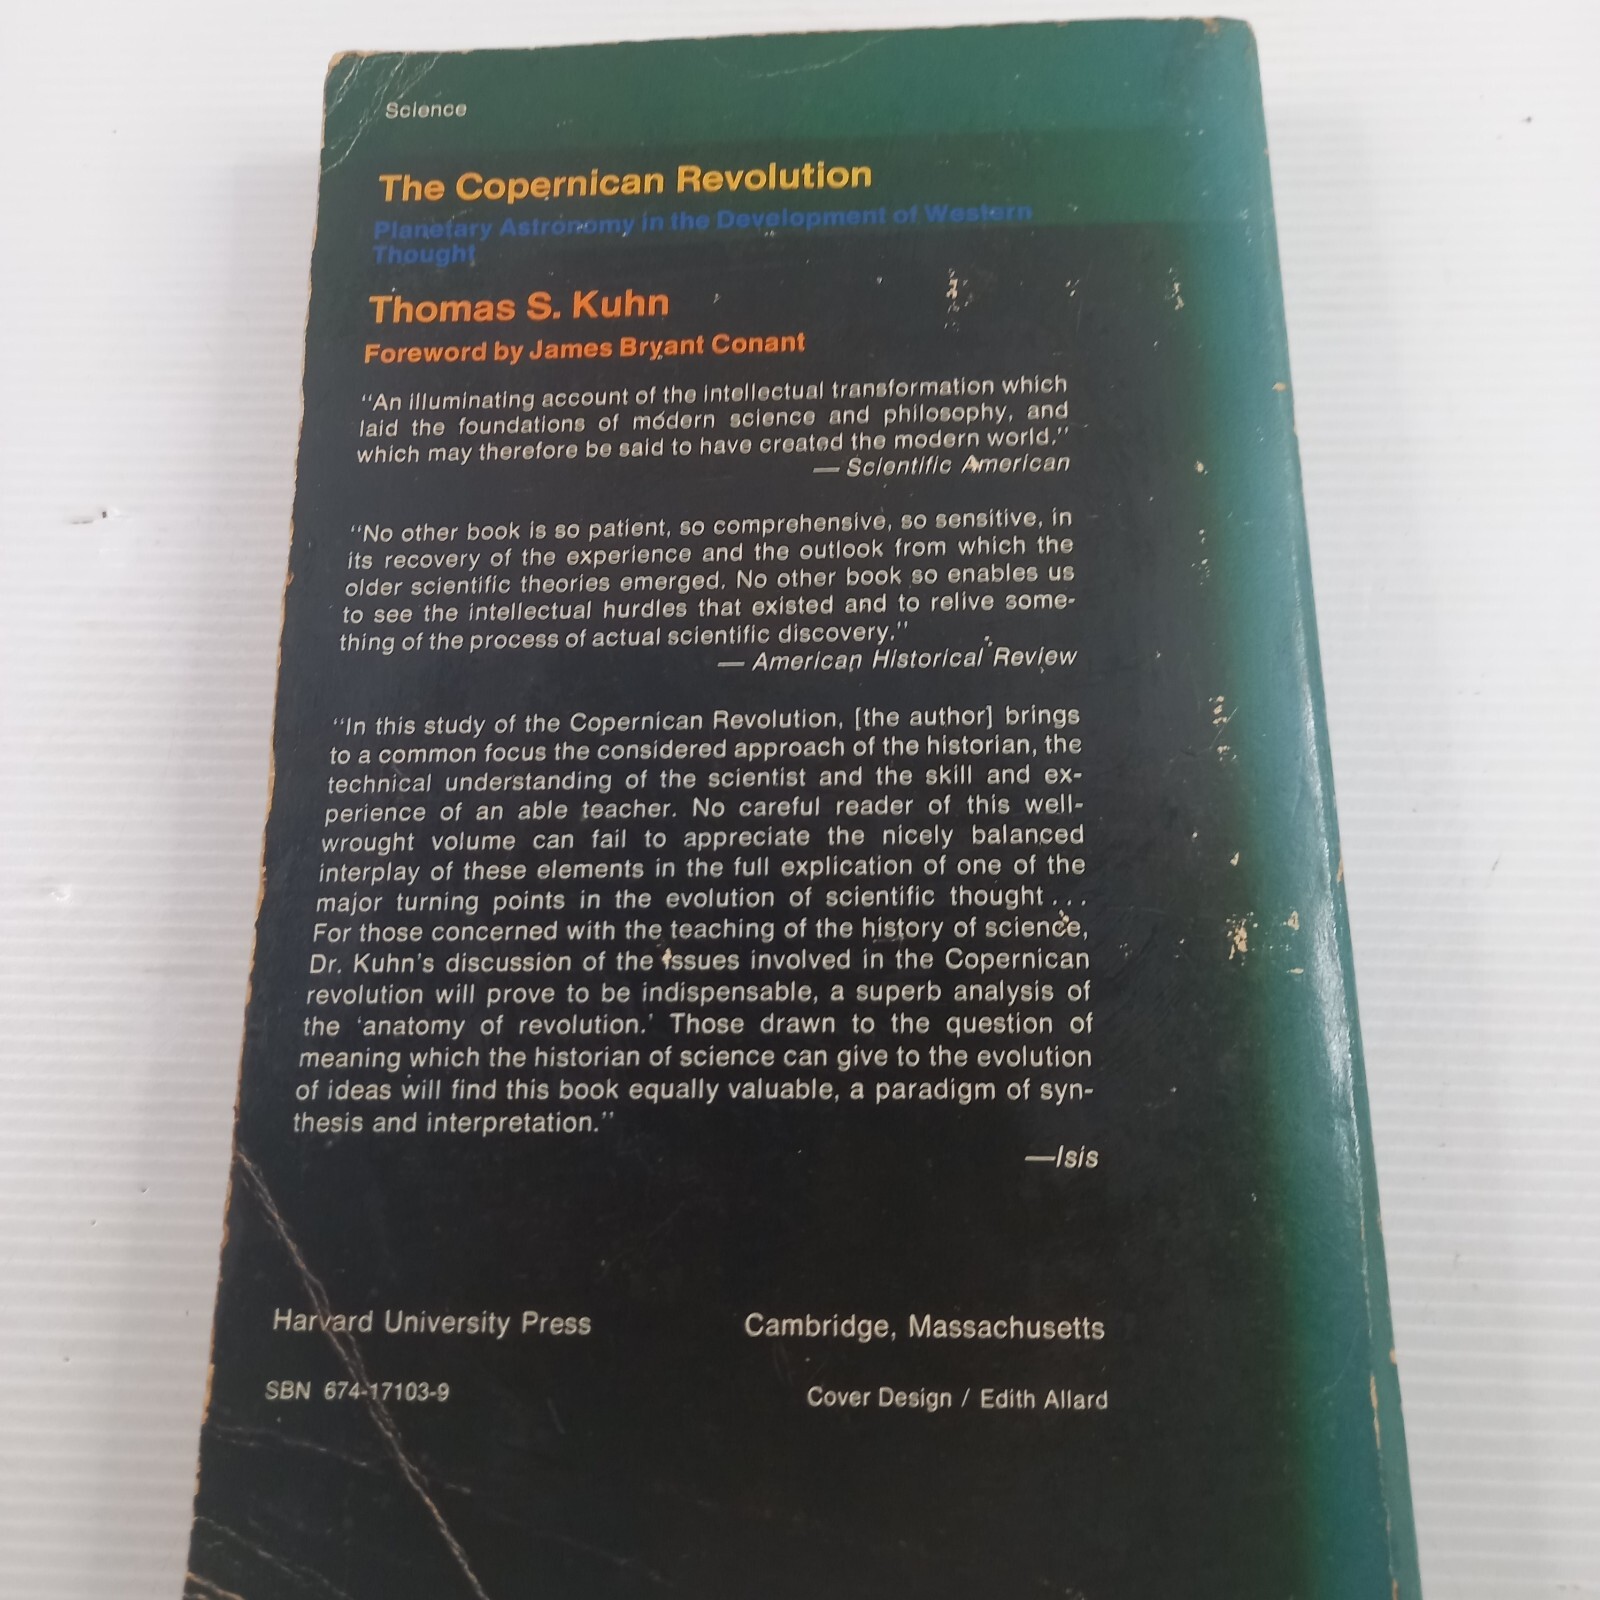 Science
The Copernican Revolution
Planetary Astronomy in the Development of Western
Thought
Thomas S. Kuhn
Foreword by James Bryant Conant
“An illuminating account of the intellectual transformation which
laid the foundations of modern science and philosophy, and
which may therefore be said to have created the modern world.”
— Scientific American
“No other book is so patient, so comprehensive, so sensitive, in
its recovery of the experience and the outlook from which the
older scientific theories emerged. No other book so enables us
to see the intellectual hurdles that existed and to relive some-
thing of the process of actual scientific discovery.”
— American Historical Review
“In this study of the Copernican Revolution, [the author] brings
to a common focus the considered approach of the historian, the
technical understanding of the scientist and the skill and ex-
perience of an able teacher. No careful reader of this well-
wrought volume can fail to appreciate the nicely balanced
interplay of these elements in the full explication of one of the
major turning points in the evolution of scientific thought . . .
For those concerned with the teaching of the history of science,
Dr. Kuhn’s discussion of the issues involved in the Copernican
revolution will prove to be indispensable, a superb analysis of
the ‘anatomy of revolution.’ Those drawn to the question of
meaning which the historian of science can give to the evolution
of ideas will find this book equally valuable, a paradigm of syn-
thesis and interpretation.”
—Isis
Harvard University Press Cambridge, Massachusetts
SBN 674-17103-9 Cover Design / Edith Allard